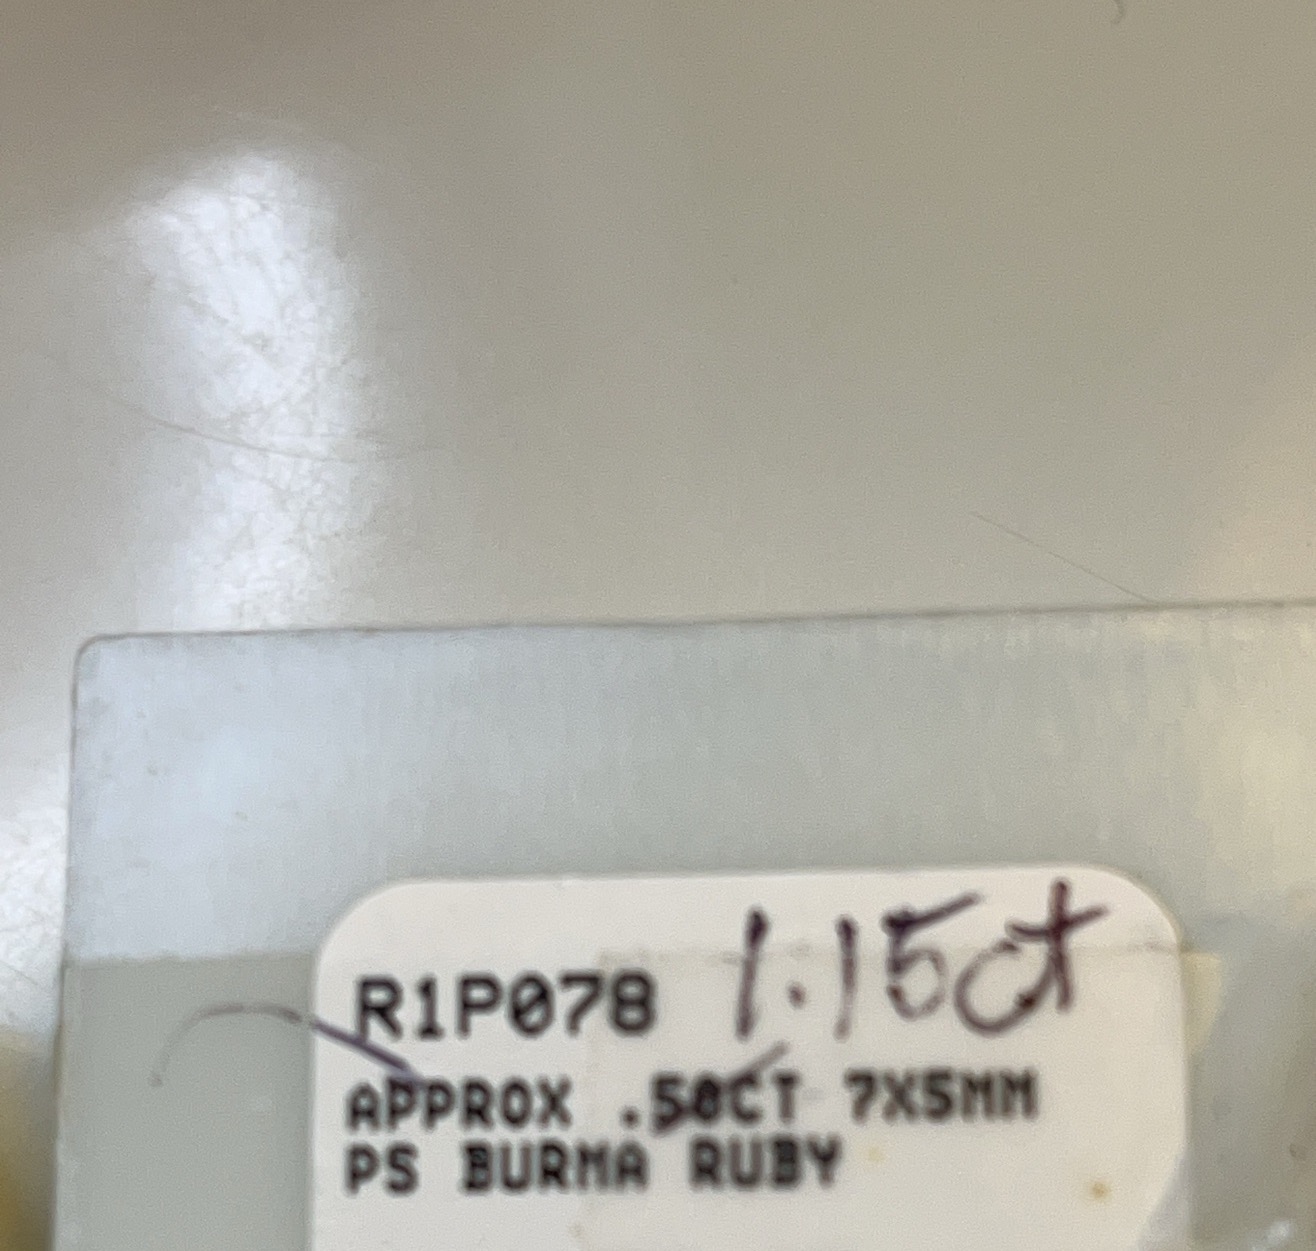 R1P078 1.15ct
APPROX .50CT 7X5MM
PS BURMA RUBY